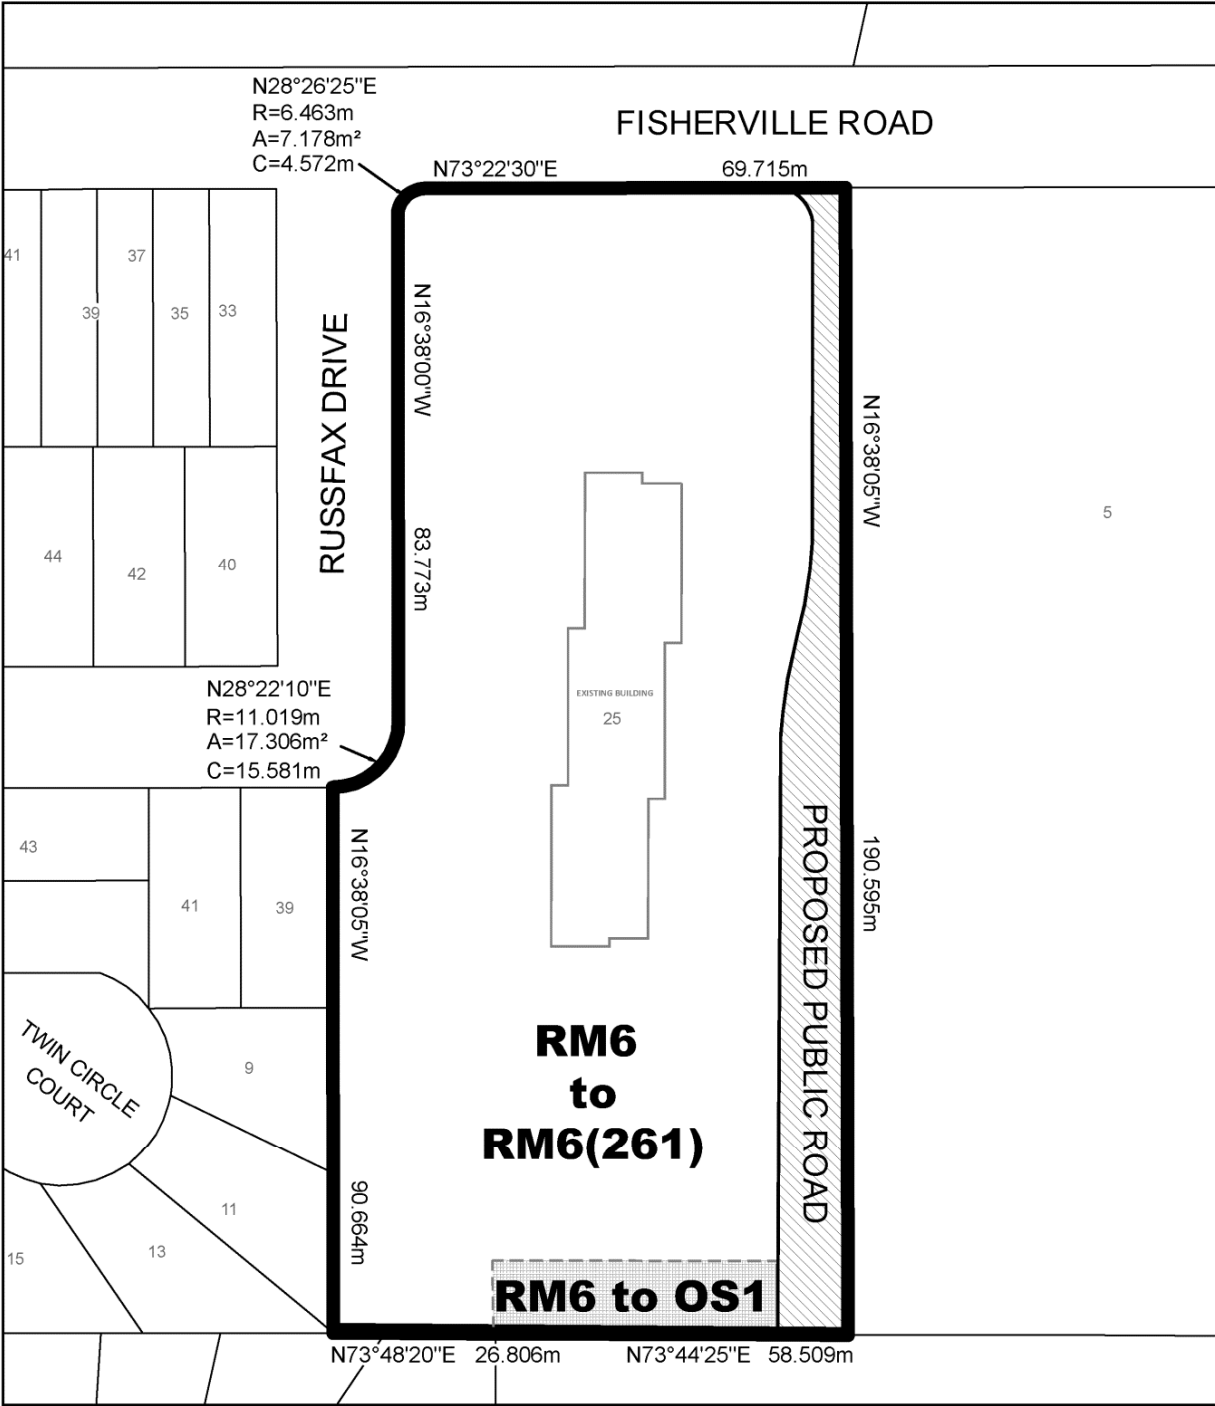 N28°26'25"E
R=6.463m
A=7.178m²
C=4.572m
FISHERVILLE ROAD
N73°22'30"E
69.715m
41
37
39
35
33
RUSSFAX DRIVE
N16°38'00"W
83.773m
N16°38'05"W
190.595m
5
44
42
40
N28°22'10"E
R=11.019m
A=17.306m²
C=15.581m
EXISTING BUILDING
25
43
41
39
N16°38'05"W
90.664m
PROPOSED PUBLIC ROAD
TWIN CIRCLE
COURT
9
11
13
15
RM6
to
RM6(261)
RM6 to OS1
N73°48'20"E
26.806m
N73°44'25"E
58.509m